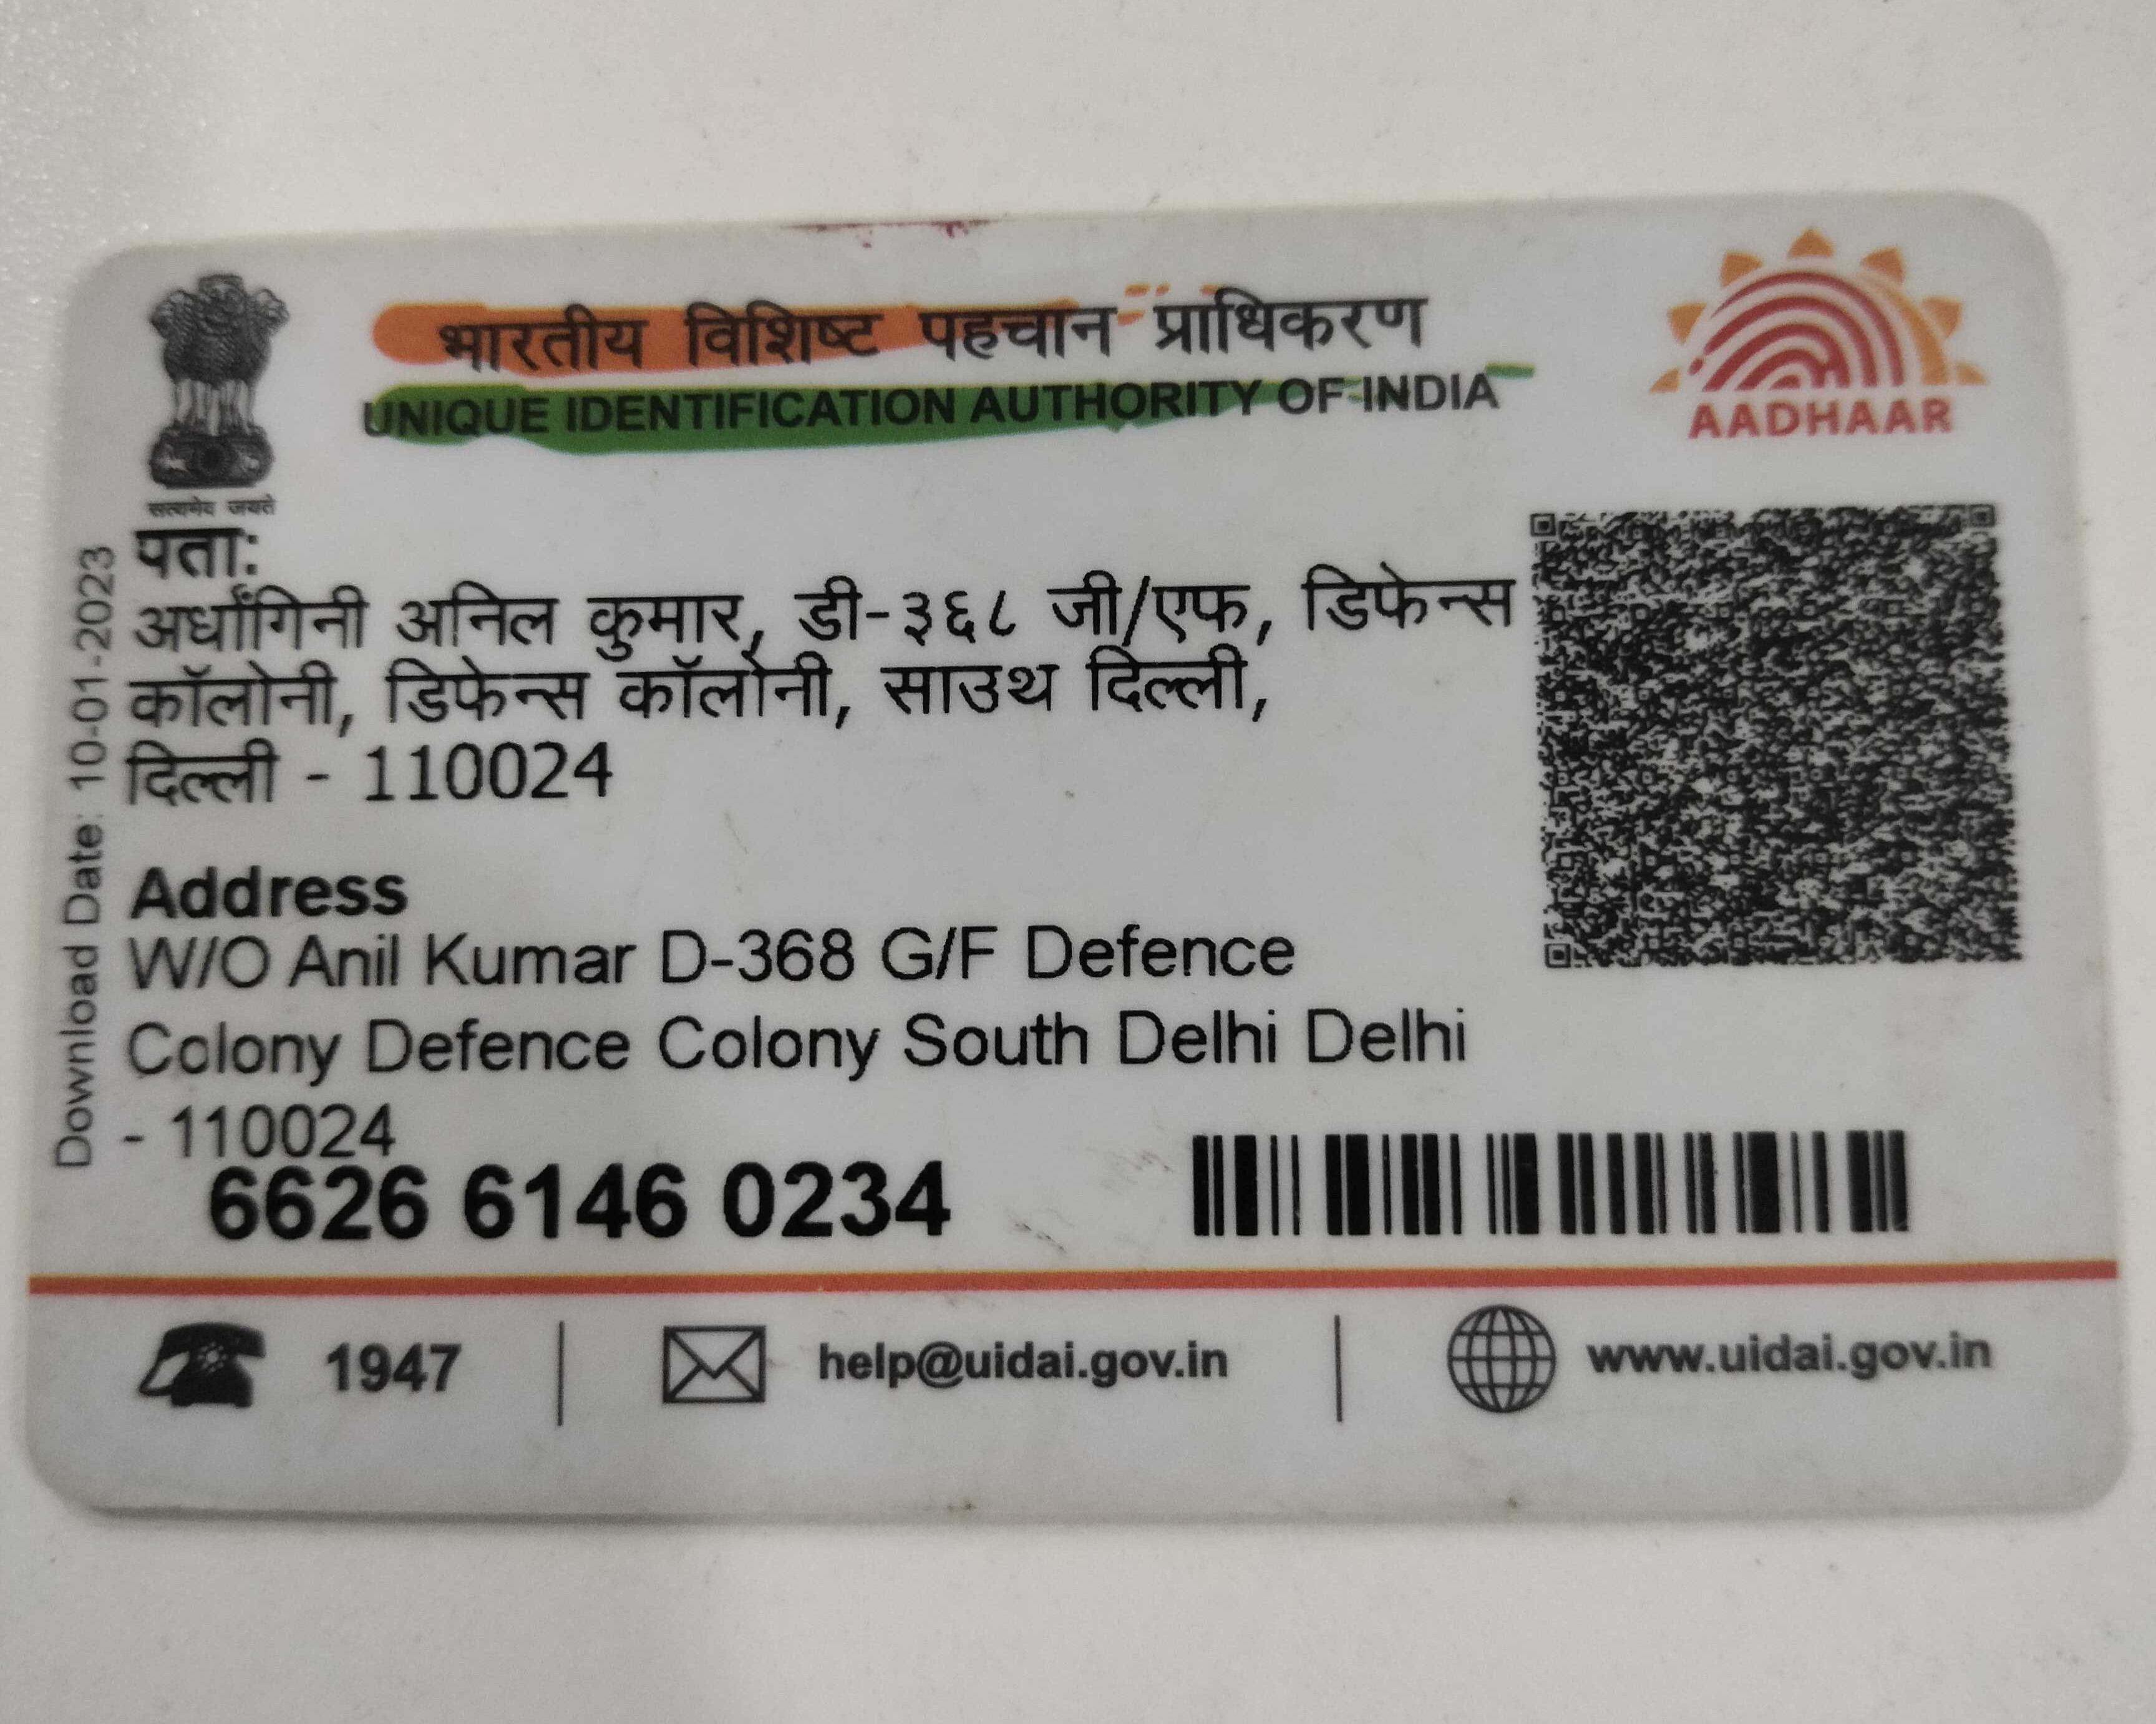 भारतीय विशिष्ट पहचान प्राधिकरण
UNIQUE IDENTIFICATION AUTHORITY OF INDIA
AADHAAR
सत्यमेव जयते
Download Date: 10-01-2023
पता:
अर्धांगिनी अनिल कुमार, डी-३६८ जी/एफ, डिफेन्स
कॉलोनी, डिफेन्स कॉलोनी, साउथ दिल्ली,
दिल्ली - 110024
Address
W/O Anil Kumar D-368 G/F Defence
Colony Defence Colony South Delhi Delhi
- 110024
6626 6146 0234
1947
help@uidai.gov.in
www.uidai.gov.in